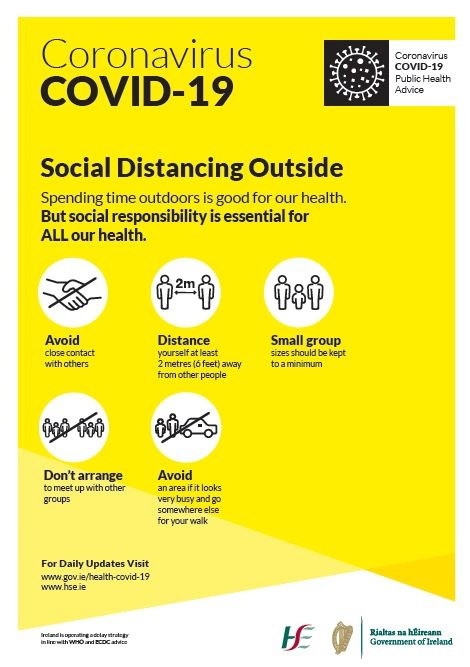 Coronavirus
COVID-19
Coronavirus
COVID-19
Public Health
Advice
Social Distancing Outside
Spending time outdoors is good for our health.
But social responsibility is essential for
ALL our health.
2m
Avoid
close contact
with others
Distance
yourself at least
2 metres (6 feet) away
from other people
Small group
sizes should be kept
to a minimum
Don't arrange
to meet up with other
groups
Avoid
an area if it looks
very busy and go
somewhere else
for your walk
For Daily Updates Visit
www.gov.ie/health-covid-19
www.hse.ie
Ireland is operating a delay strategy
in line with WHO and ECDC advice
Rialtas na hÉireann
Government of Ireland